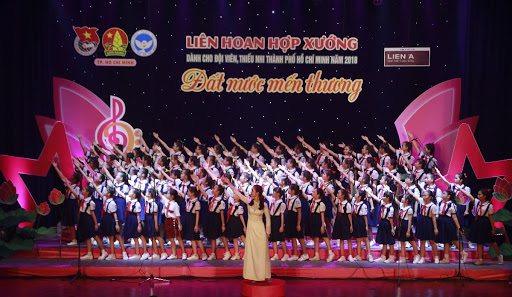 LIÊN HOAN HỢP XƯỚNG
DÀNH CHO ĐỘI VIÊN, THIẾU NHI THÀNH PHỐ HỒ CHÍ MINH NĂM 2018
Đất nước mến thương
TP. HỒ CHÍ MINH
LIEN A